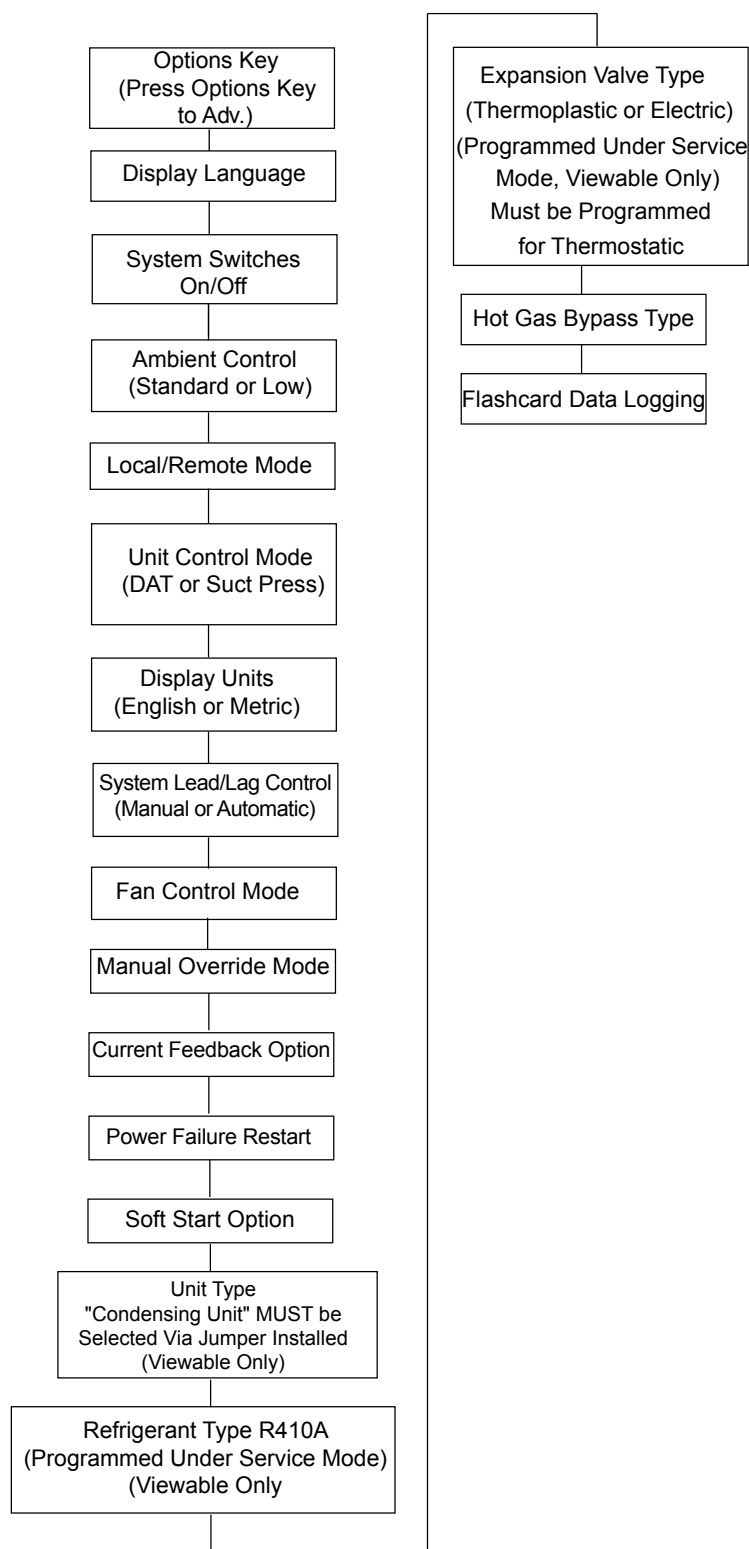 Options Key
(Press Options Key
to Adv.)
Display Language
System Switches
On/Off
Ambient Control
(Standard or Low)
Local/Remote Mode
Unit Control Mode
(DAT or Suct Press)
Display Units
(English or Metric)
System Lead/Lag Control
(Manual or Automatic)
Fan Control Mode
Manual Override Mode
Current Feedback Option
Power Failure Restart
Soft Start Option
Unit Type
"Condensing Unit" MUST be
Selected Via Jumper Installed
(Viewable Only)
Refrigerant Type R410A
(Programmed Under Service Mode)
(Viewable Only
Expansion Valve Type
(Thermoplastic or Electric)
(Programmed Under Service
Mode, Viewable Only)
Must be Programmed
for Thermostatic
Hot Gas Bypass Type
Flashcard Data Logging